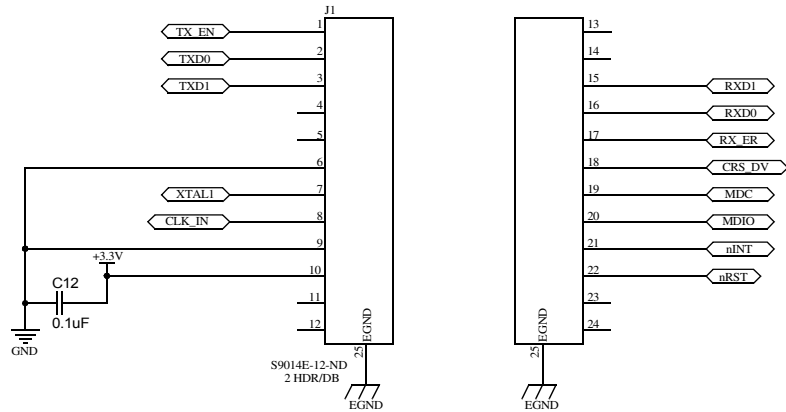 J1
TX_EN 1
TXD0 2
TXD1 3
4
5
6
XTAL1 7
CLK_IN 8
9
+3.3V
10
C12
0.1uF
11
12
GND
EGND
25
S9014E-12-ND
2 HDR/DB
EGND
13
14
15 RXD1
16 RXD0
17 RX_ER
18 CRS_DV
19 MDC
20 MDIO
21 nINT
22 nRST
23
24
EGND
25
EGND